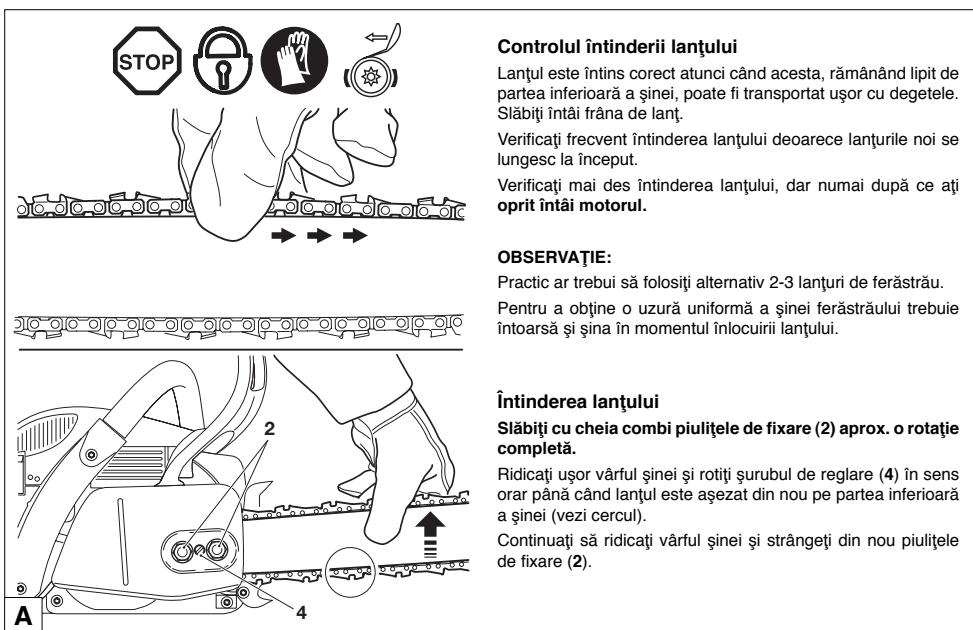 STOP
Controlul întinderii lanţului
Lanţul este întins corect atunci când acesta, rămânând lipit de
partea inferioară a şinei, poate fi transportat uşor cu degetele.
Slăbiţi întâi frâna de lanţ.
Verificaţi frecvent întinderea lanţului deoarece lanţurile noi se
lungesc la început.
Verificaţi mai des întinderea lanţului, dar numai după ce aţi
oprit întâi motorul.
OBSERVAŢIE:
Practic ar trebui să folosiţi alternativ 2-3 lanţuri de ferăstrău.
Pentru a obţine o uzură uniformă a şinei ferăstrăului trebuie
întoarsă şi şina în momentul înlocuirii lanţului.
2
4
A
Întinderea lanţului
Slăbiţi cu cheia combi piuliţele de fixare (2) aprox. o rotaţie
completă.
Ridicaţi uşor vârful şinei şi rotiţi şurubul de reglare (4) în sens
orar până când lanţul este aşezat din nou pe partea inferioară
a şinei (vezi cercul).
Continuaţi să ridicaţi vârful şinei şi strângeţi din nou piuliţele
de fixare (2).